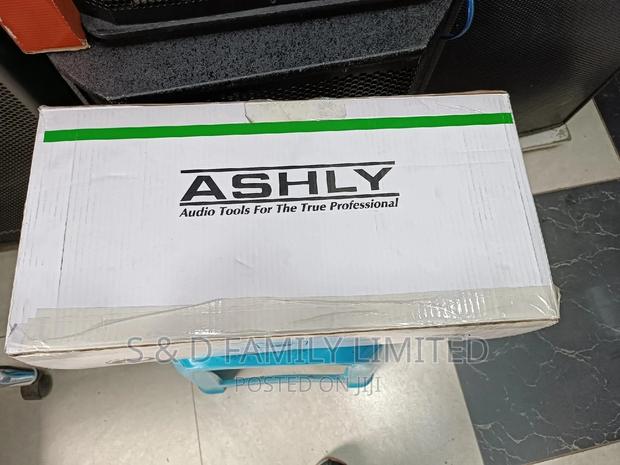 ASHLY
Audio Tools For The True Professional
S & D FAMILY LIMITED
POSTED ON JIJI